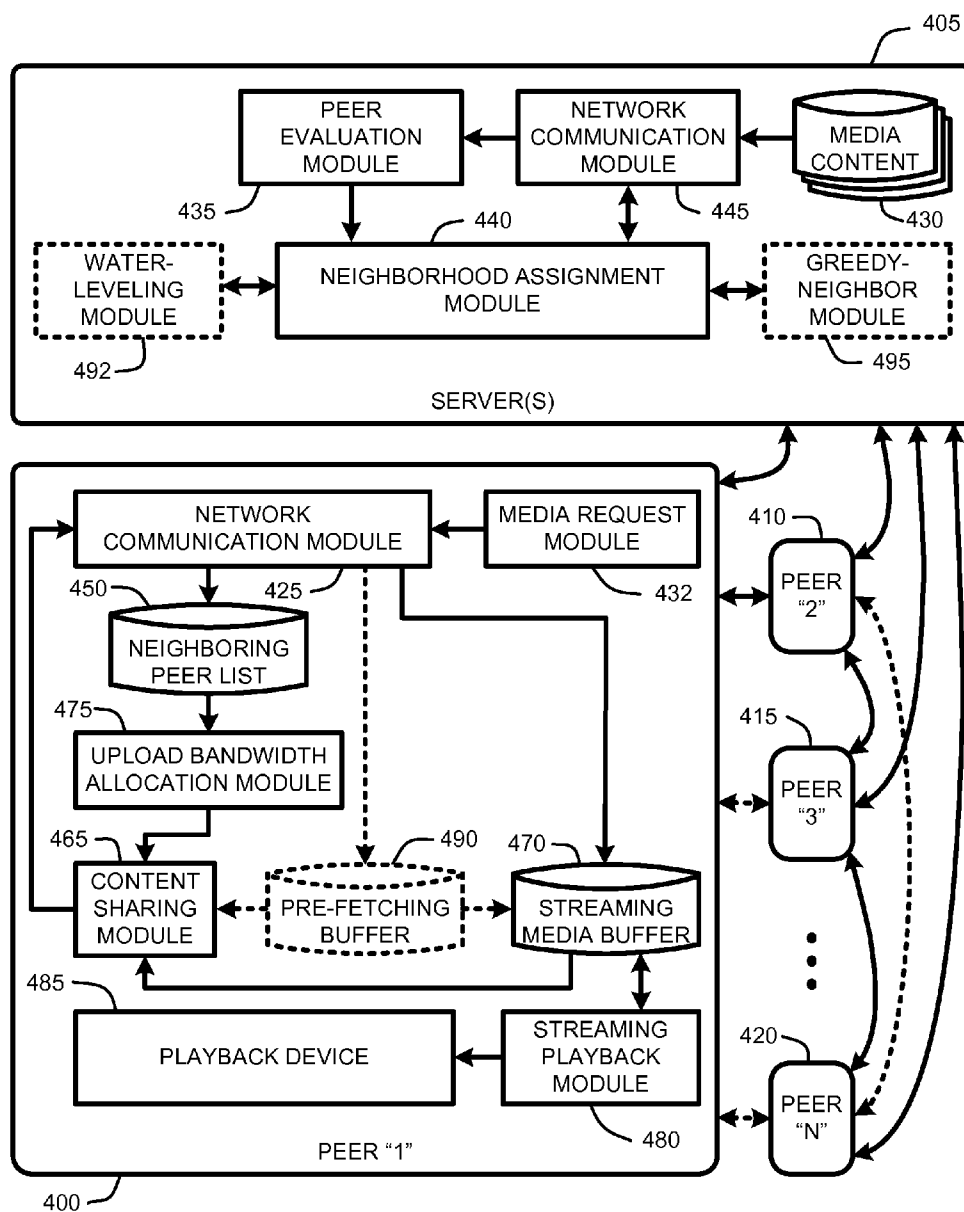 405
PEER
EVALUATION
MODULE
NETWORK
COMMUNICATION
MODULE
MEDIA
CONTENT
435
440
445
430
WATER-
LEVELING
MODULE
NEIGHBORHOOD ASSIGNMENT
MODULE
GREEDY-
NEIGHBOR
MODULE
492
495
SERVER(S)
NETWORK
COMMUNICATION MODULE
MEDIA REQUEST
MODULE
410
450
425
432
PEER
"2"
NEIGHBORING
PEER LIST
475
415
UPLOAD BANDWIDTH
ALLOCATION MODULE
PEER
"3"
465
490
470
CONTENT
SHARING
MODULE
PRE-FETCHING
BUFFER
STREAMING
MEDIA BUFFER
485
PLAYBACK DEVICE
STREAMING
PLAYBACK
MODULE
420
PEER
"N"
480
PEER "1"
400